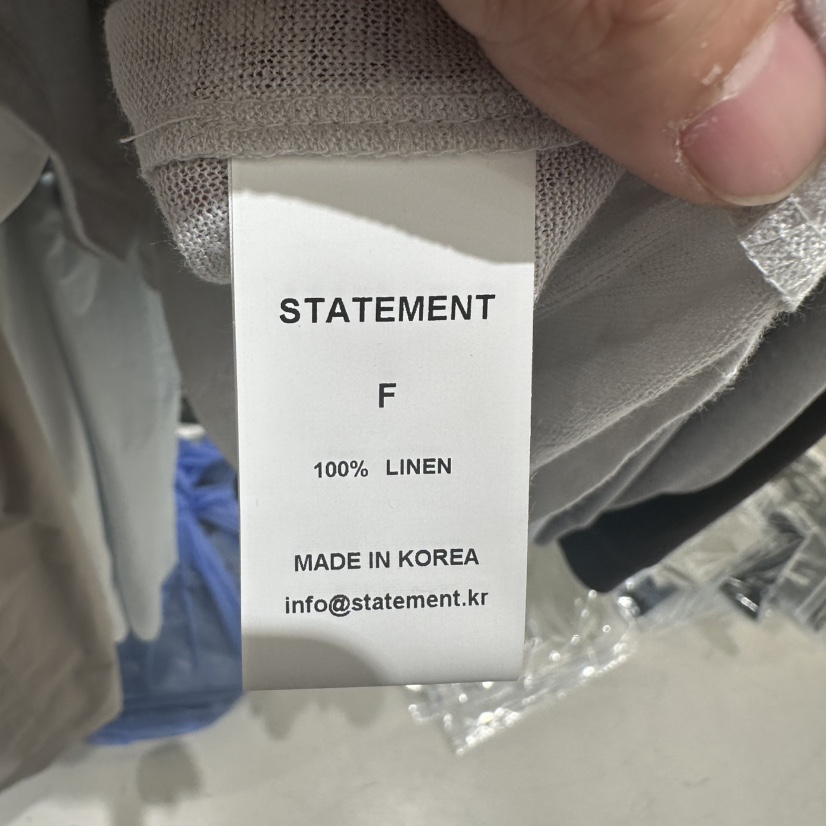 STATEMENT
F
100% LINEN
MADE IN KOREA
info@statement.kr